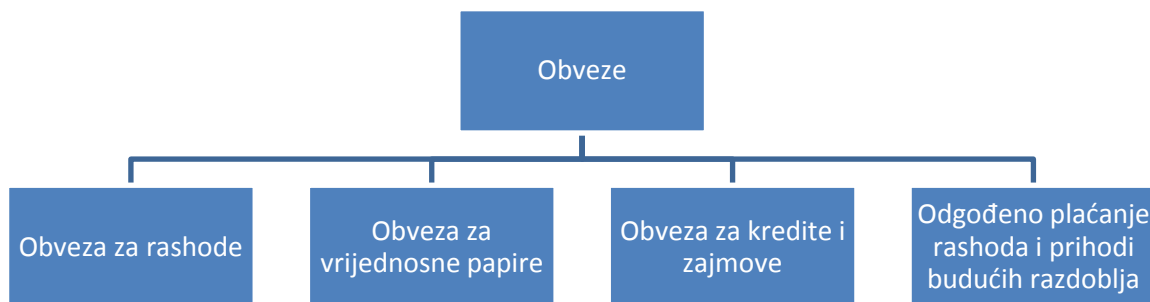 Obveze
Obveza za rashode
Obveza za
vrijednosne papire
Obveza za kredite i
zajmove
Odgođeno plaćanje
rashoda i prihodi
budućih razdoblja